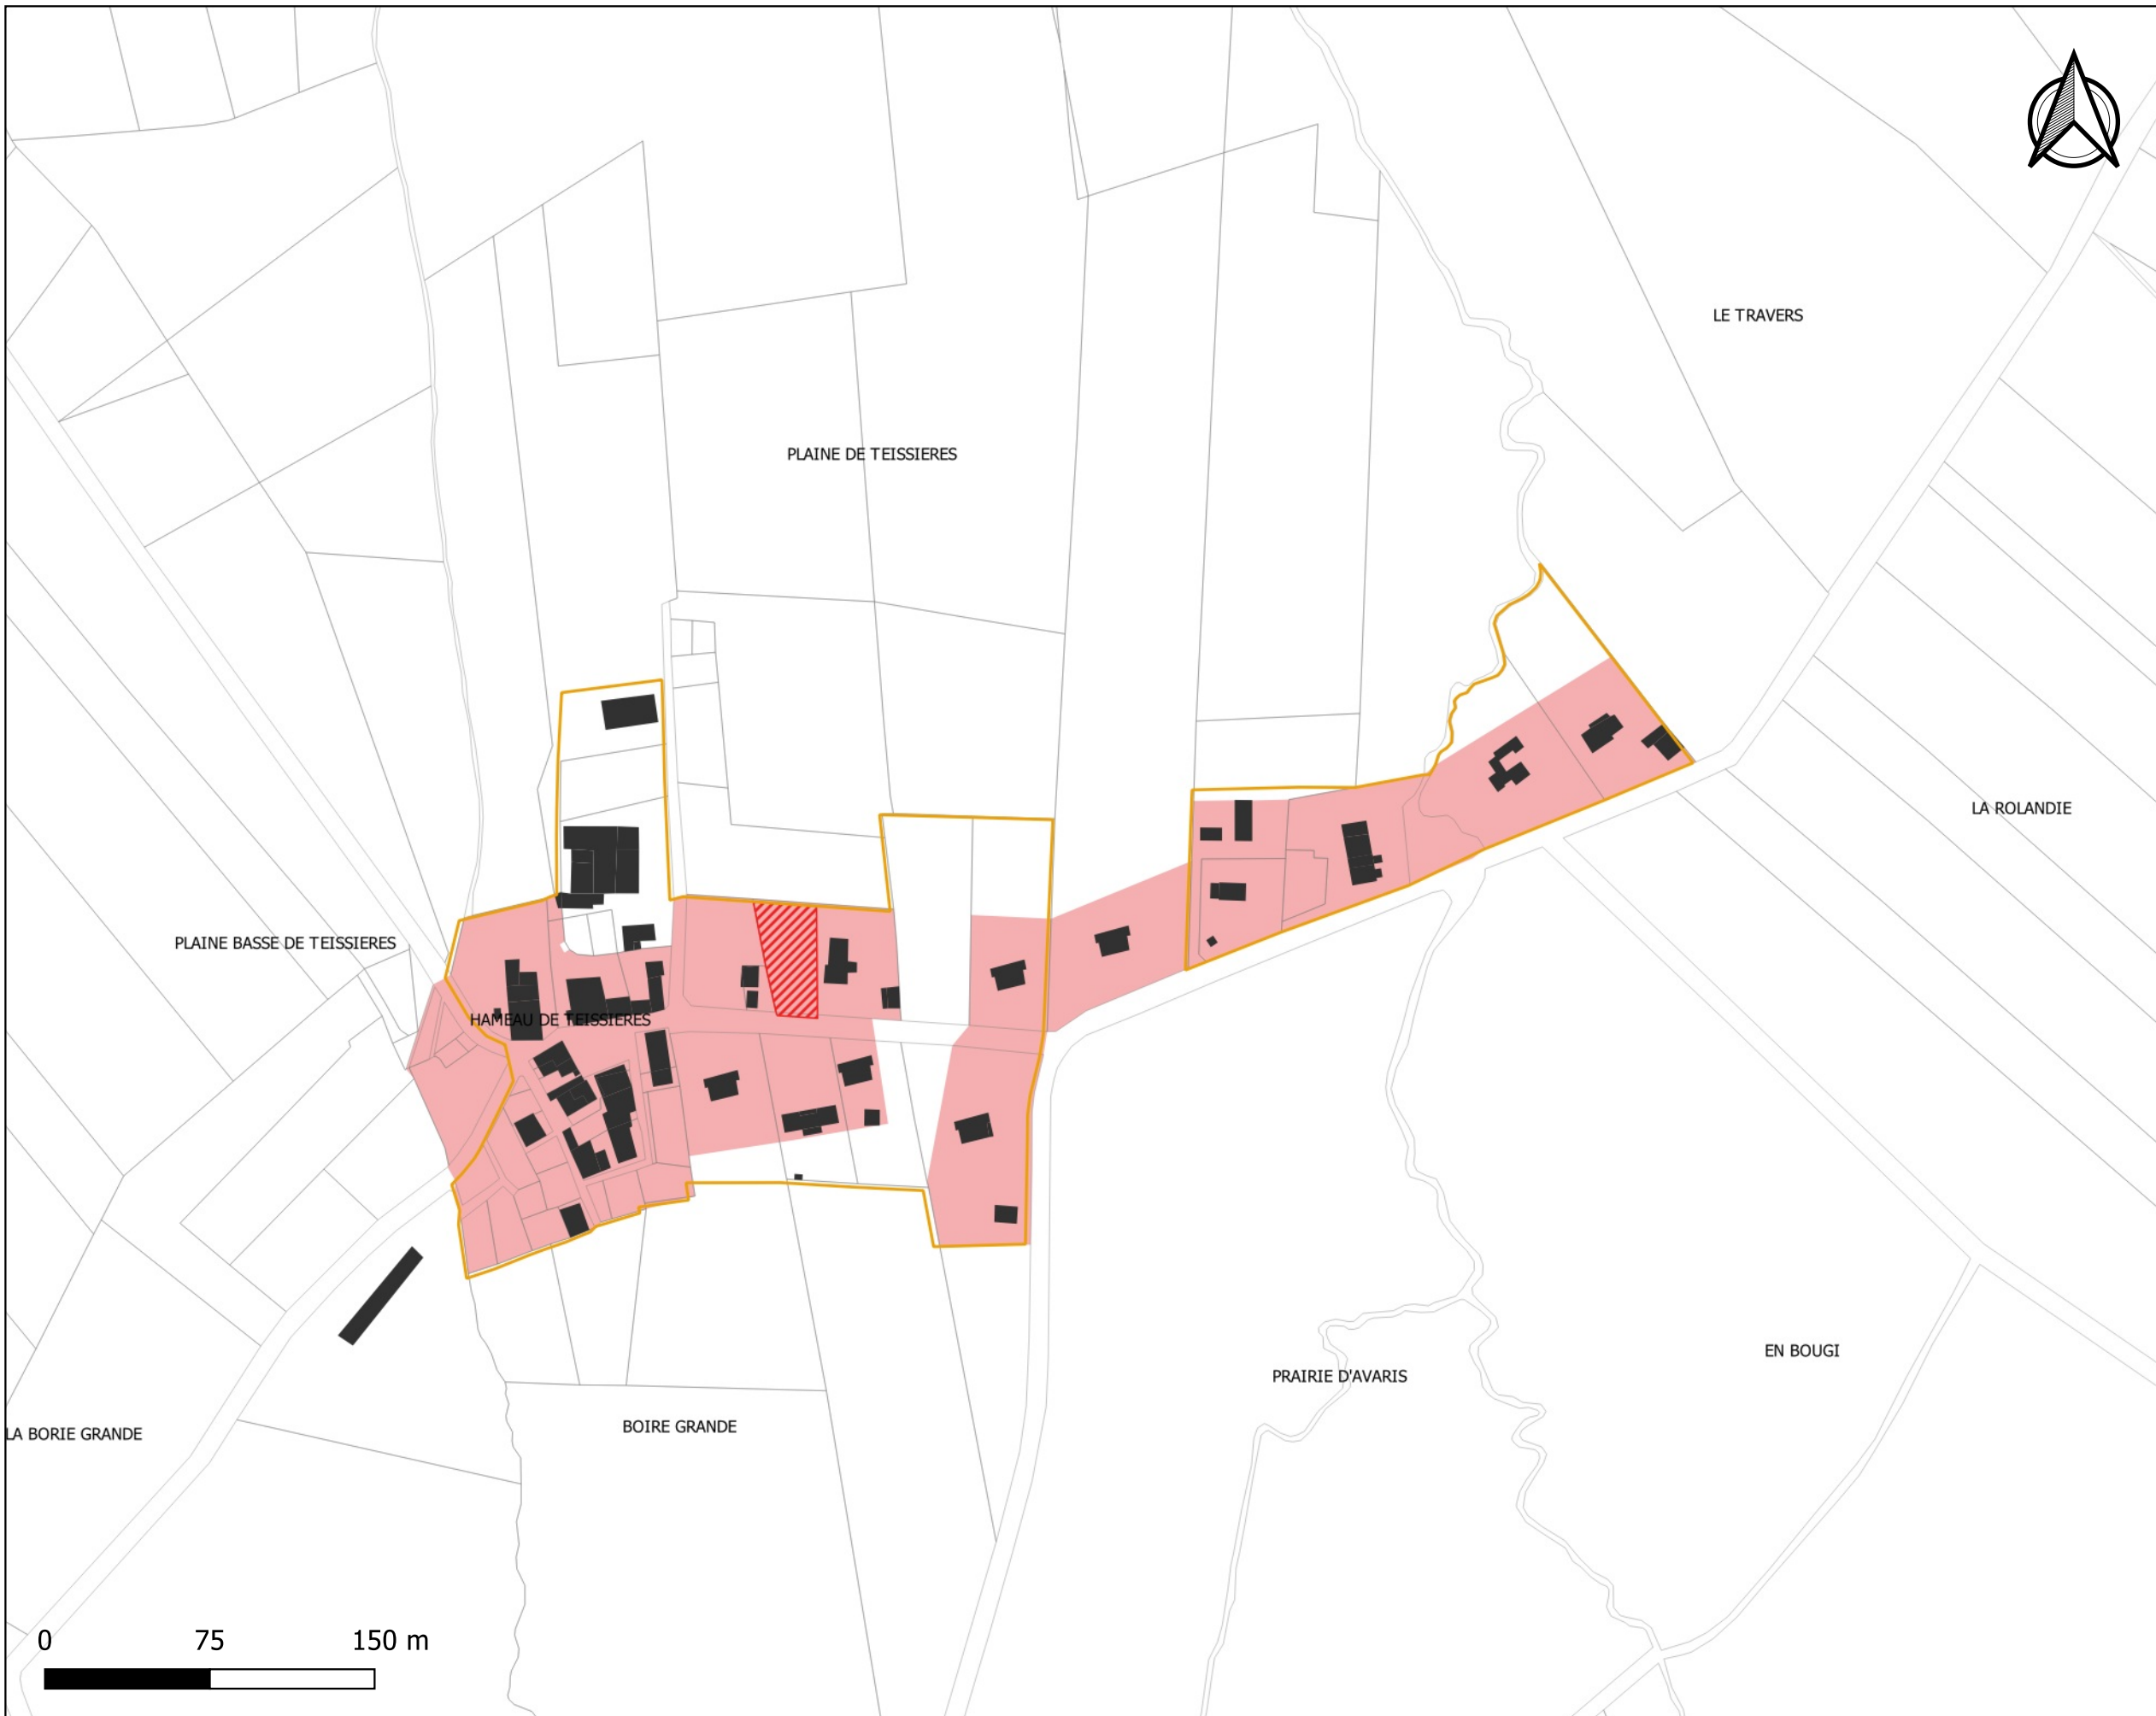 LE TRAVERS
PLAINE DE TEISSIERES
LA ROLANDIE
PLAINE BASSE DE TEISSIERES
HAMEAU DE TEISSIERES
EN BOUGI
PRAIRIE D'AVARIS
BOIRE GRANDE
LA BORIE GRANDE
0 75 150 m